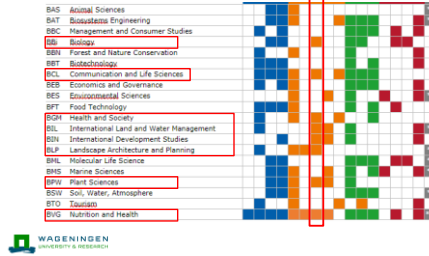 BAS Animal Sciences
BAT Biosystems Engineering
BBC Management and Consumer Studies
BBI Biology
BBN Forest and Nature Conservation
BBT Biotechnology
BCL Communication and Life Sciences
BEB Economics and Governance
BES Environmental Sciences
BFT Food Technology
BGM Health and Society
BIL International Land and Water Management
BIN International Development Studies
BLP Landscape Architecture and Planning
BML Molecular Life Science
BMS Marine Sciences
BPW Plant Sciences
BSW Soil, Water, Atmosphere
BTO Tourism
BVG Nutrition and Health
WAGENINGEN
UNIVERSITY & RESEARCH